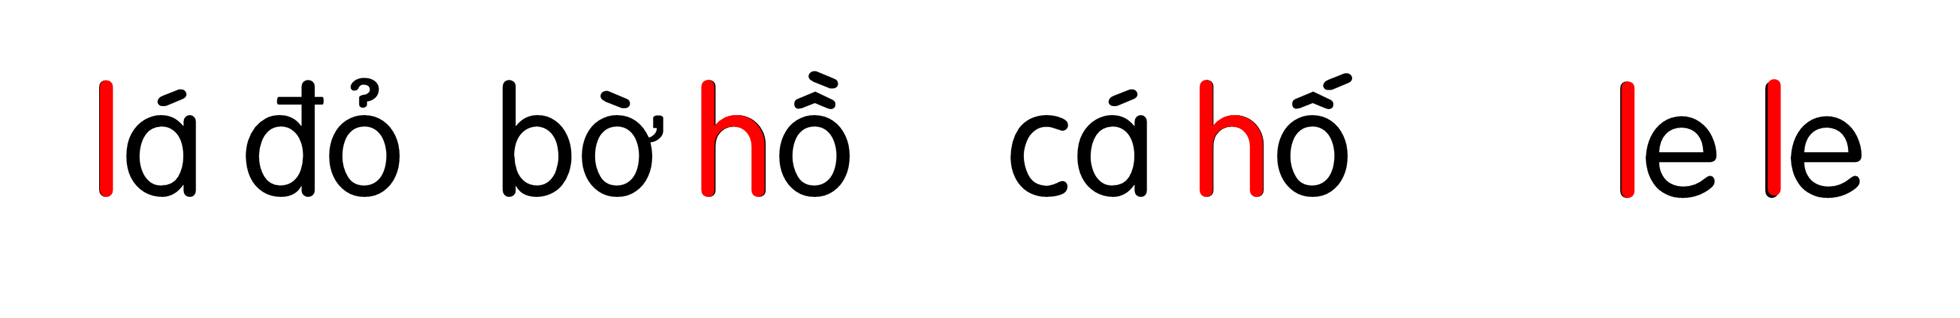 lá đỏ bờ hồ cá hố le le